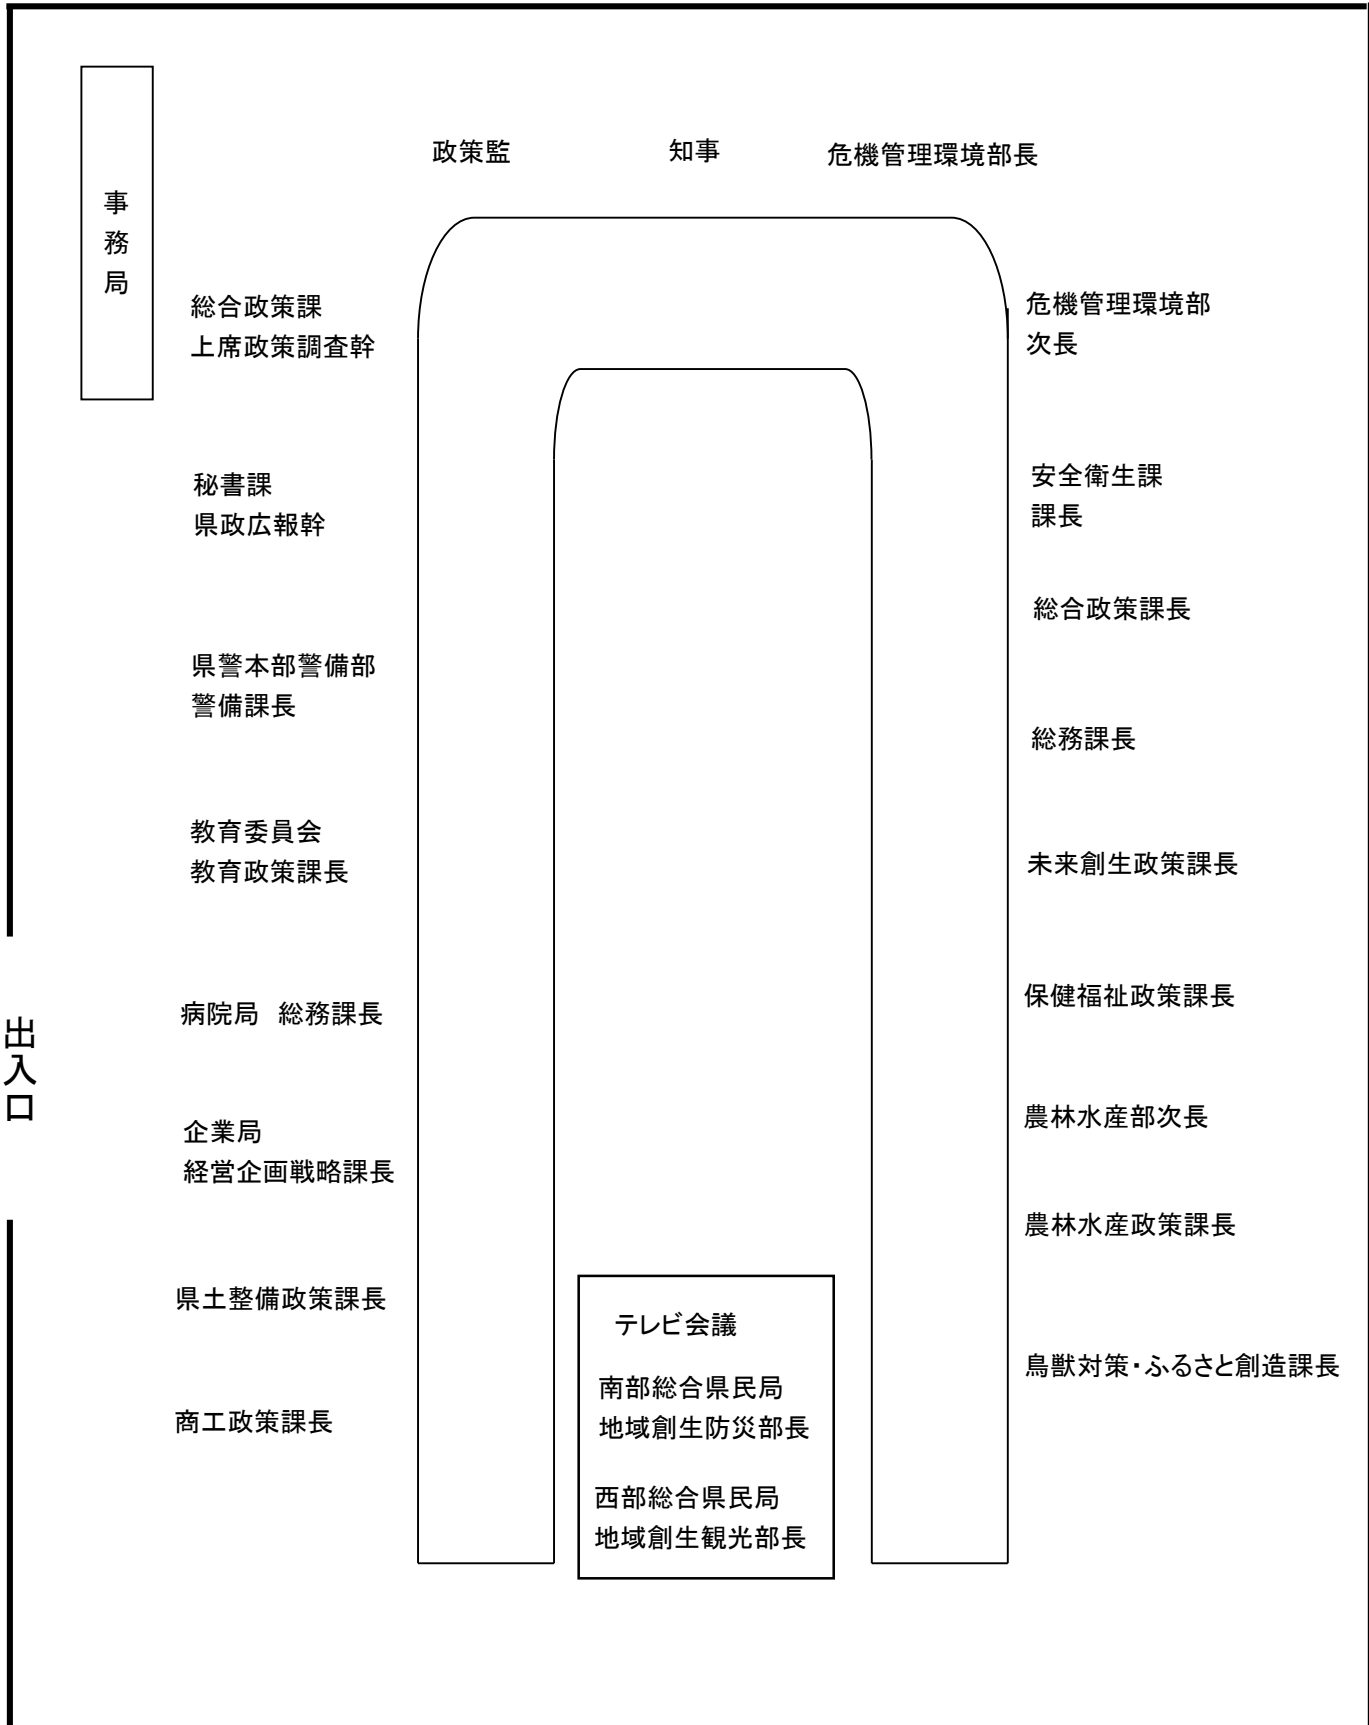 政策監
知事
危機管理環境部長
事務局
総合政策課
上席政策調査幹
秘書課
県政広報幹
県警本部警備部
警備課長
教育委員会
教育政策課長
病院局　総務課長
企業局
経営企画戦略課長
県土整備政策課長
商工政策課長
出入口
テレビ会議
南部総合県民局
地域創生防災部長
西部総合県民局
地域創生観光部長
危機管理環境部
次長
安全衛生課
課長
総合政策課長
総務課長
未来創生政策課長
保健福祉政策課長
農林水産部次長
農林水産政策課長
鳥獣対策・ふるさと創造課長